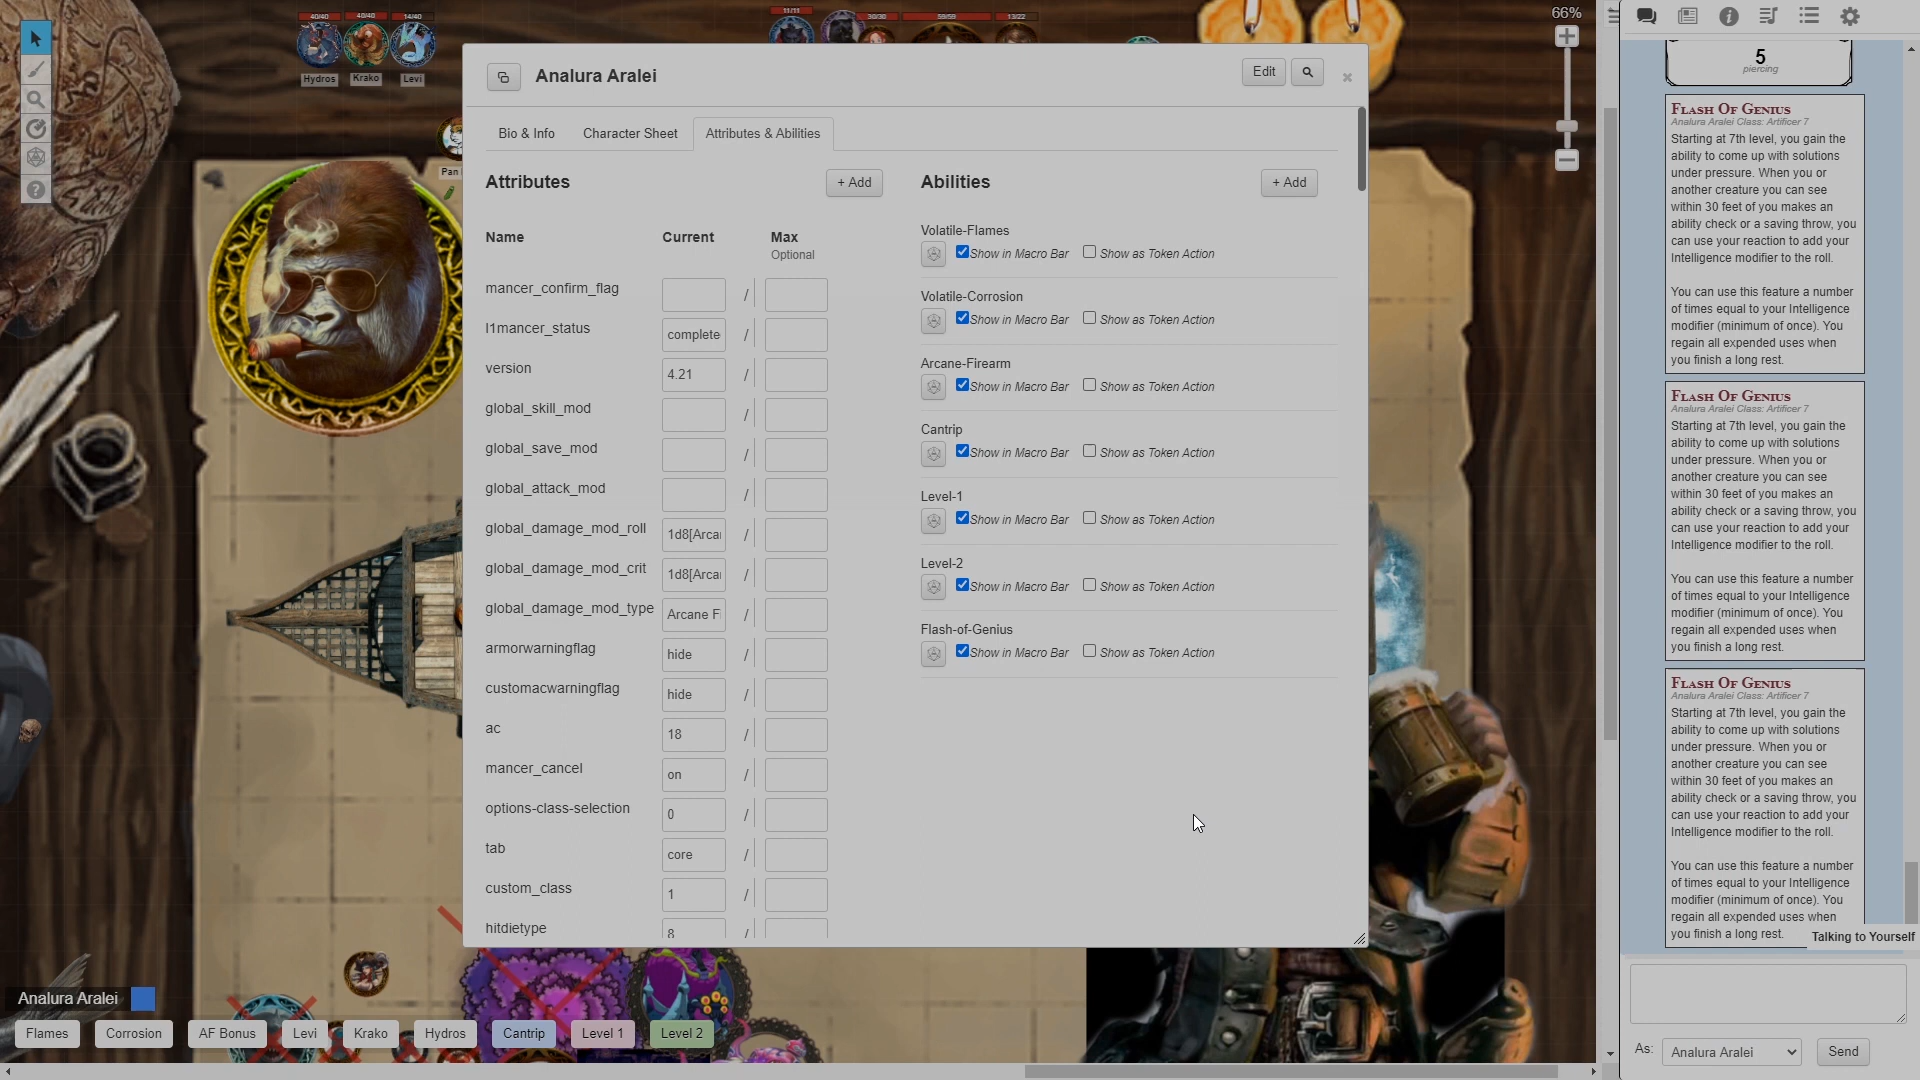 40/40
40/40
14/40
11/11
30/30
59/59
13/22
66%
Hydros
Krako
Levi
Analura Aralei
Edit
Bio & Info
Character Sheet
Attributes & Abilities
Pan
Attributes
+ Add
Abilities
+ Add
Name
Current
Max
Optional
mancer_confirm_flag
/
l1mancer_status
complete
/
version
4.21
/
global_skill_mod
/
global_save_mod
/
global_attack_mod
/
global_damage_mod_roll
1d8[Arca
/
global_damage_mod_crit
1d8[Arca
/
global_damage_mod_type
Arcane F
/
armorwarningflag
hide
/
customacwarningflag
hide
/
ac
18
/
mancer_cancel
on
/
options-class-selection
0
/
tab
core
/
custom_class
1
/
hitdietype
8
/
Volatile-Flames
Show in Macro Bar
Show as Token Action
Volatile-Corrosion
Show in Macro Bar
Show as Token Action
Arcane-Firearm
Show in Macro Bar
Show as Token Action
Cantrip
Show in Macro Bar
Show as Token Action
Level-1
Show in Macro Bar
Show as Token Action
Level-2
Show in Macro Bar
Show as Token Action
Flash-of-Genius
Show in Macro Bar
Show as Token Action
Analura Aralei
Flames
Corrosion
AF Bonus
Levi
Krako
Hydros
Cantrip
Level 1
Level 2
5
piercing
Flash Of Genius
Analura Aralei Class: Artificer 7
Starting at 7th level, you gain the
ability to come up with solutions
under pressure. When you or
another creature you can see
within 30 feet of you makes an
ability check or a saving throw, you
can use your reaction to add your
Intelligence modifier to the roll.
You can use this feature a number
of times equal to your Intelligence
modifier (minimum of once). You
regain all expended uses when
you finish a long rest.
Flash Of Genius
Analura Aralei Class: Artificer 7
Starting at 7th level, you gain the
ability to come up with solutions
under pressure. When you or
another creature you can see
within 30 feet of you makes an
ability check or a saving throw, you
can use your reaction to add your
Intelligence modifier to the roll.
You can use this feature a number
of times equal to your Intelligence
modifier (minimum of once). You
regain all expended uses when
you finish a long rest.
Flash Of Genius
Analura Aralei Class: Artificer 7
Starting at 7th level, you gain the
ability to come up with solutions
under pressure. When you or
another creature you can see
within 30 feet of you makes an
ability check or a saving throw, you
can use your reaction to add your
Intelligence modifier to the roll.
You can use this feature a number
of times equal to your Intelligence
modifier (minimum of once). You
regain all expended uses when
you finish a long rest.
Talking to Yourself
As:
Analura Aralei
Send